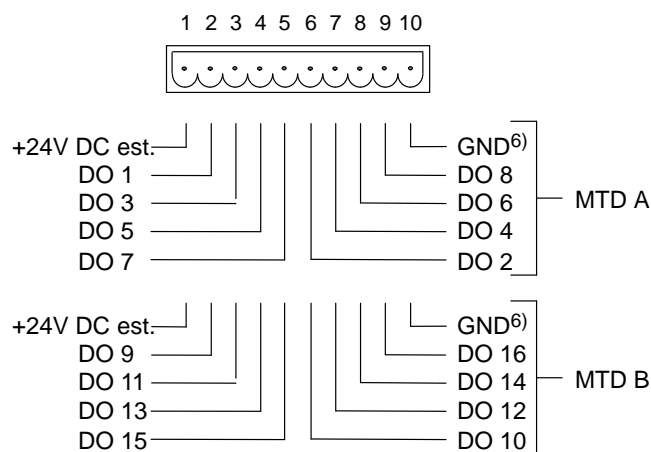 1 2 3 4 5 6 7 8 9 10
+24V DC est. GND6)
DO 1 DO 8
DO 3 DO 6
DO 5 DO 4
DO 7 DO 2
MTD A
+24V DC est. GND6)
DO 9 DO 16
DO 11 DO 14
DO 13 DO 12
DO 15 DO 10
MTD B